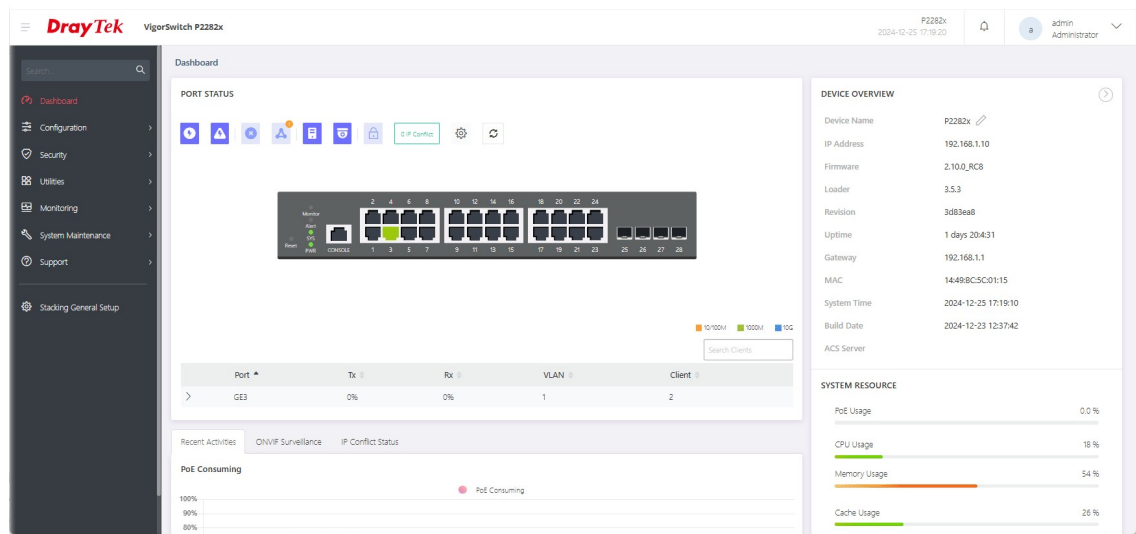 DrayTek VigorSwitch P2282x
P2282x
2024-12-25 17:19:20
a
admin
Administrator
Search...
Dashboard
Configuration
Security
Utilities
Monitoring
System Maintenance
Support
Stacking General Setup
Dashboard
PORT STATUS
0 IP Conflict
2 4 6 8 10 12 14 16 18 20 22 24
Monitor
Alert
SYS
Reset PWR CONSOLE 1 3 5 7 9 11 13 15 17 19 21 23 25 26 27 28
10/100M 1000M 10G
Search Clients
Port Tx Rx VLAN Client
GE3 0% 0% 1 2
Recent Activities ONVIF Surveillance IP Conflict Status
PoE Consuming
PoE Consuming
100%
90%
80%
DEVICE OVERVIEW
Device Name P2282x
IP Address 192.168.1.10
Firmware 2.10.0_RC8
Loader 3.5.3
Revision 3d83ea8
Uptime 1 days 20:4:31
Gateway 192.168.1.1
MAC 14:49:BC:5C:01:15
System Time 2024-12-25 17:19:10
Build Date 2024-12-23 12:37:42
ACS Server
SYSTEM RESOURCE
PoE Usage 0.0 %
CPU Usage 18 %
Memory Usage 54 %
Cache Usage 26 %